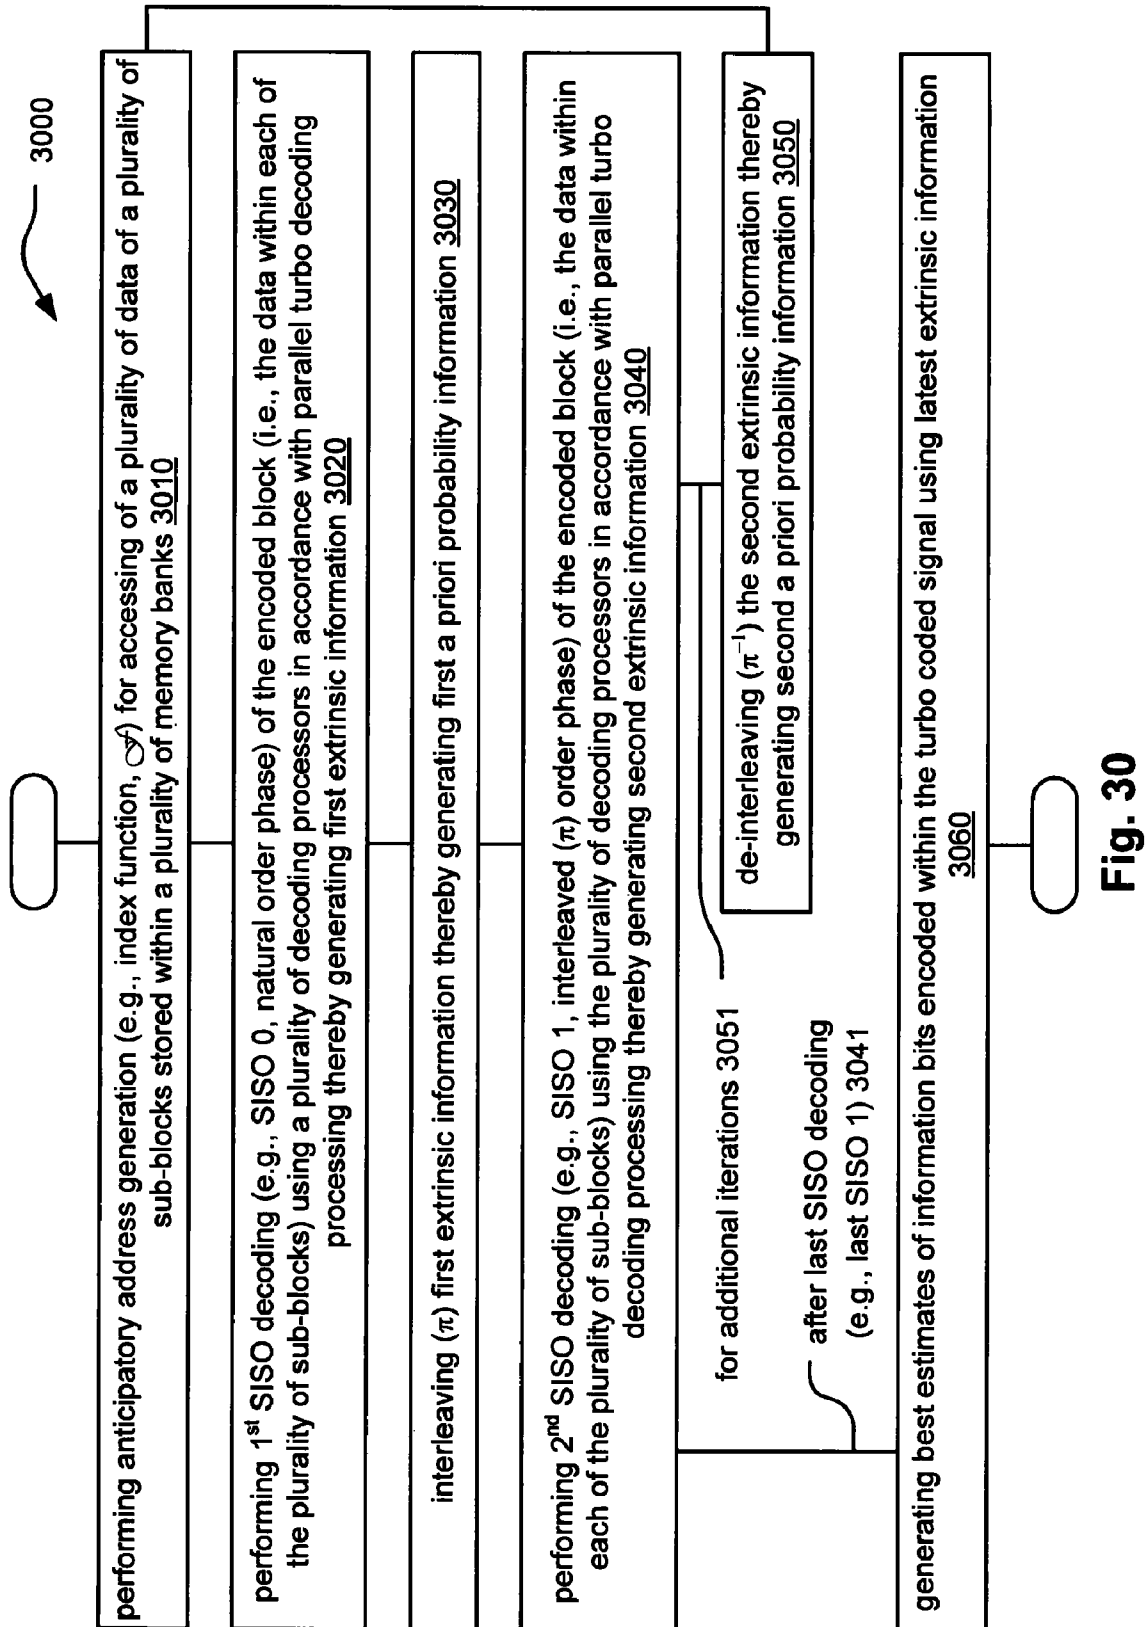 3000
performing anticipatory address generation (e.g., index function, ℱ) for accessing of a plurality of data of a plurality of
sub-blocks stored within a plurality of memory banks 3010
performing 1st SISO decoding (e.g., SISO 0, natural order phase) of the encoded block (i.e., the data within each of
the plurality of sub-blocks) using a plurality of decoding processors in accordance with parallel turbo decoding
processing thereby generating first extrinsic information 3020
interleaving (π) first extrinsic information thereby generating first a priori probability information 3030
performing 2nd SISO decoding (e.g., SISO 1, interleaved (π) order phase) of the encoded block (i.e., the data within
each of the plurality of sub-blocks) using the plurality of decoding processors in accordance with parallel turbo
decoding processing thereby generating second extrinsic information 3040
for additional iterations 3051
de-interleaving (π⁻¹) the second extrinsic information thereby
generating second a priori probability information 3050
after last SISO decoding
(e.g., last SISO 1) 3041
generating best estimates of information bits encoded within the turbo coded signal using latest extrinsic information
3060
Fig. 30